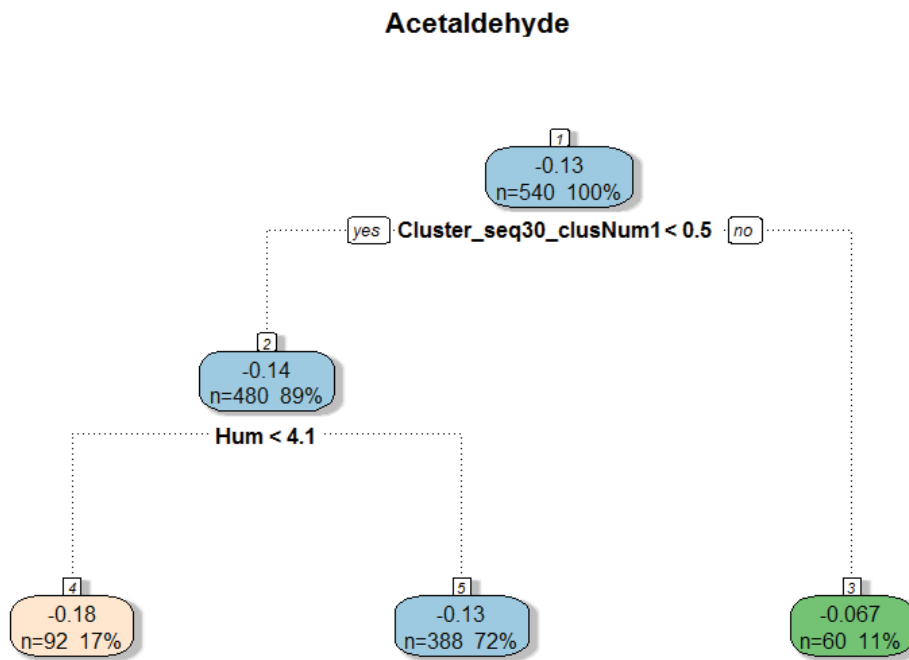 Acetaldehyde
1
-0.13
n=540 100%
yes Cluster_seq30_clusNum1 < 0.5 no
2
-0.14
n=480 89%
Hum < 4.1
4 5 3
-0.18 -0.13 -0.067
n=92 17% n=388 72% n=60 11%